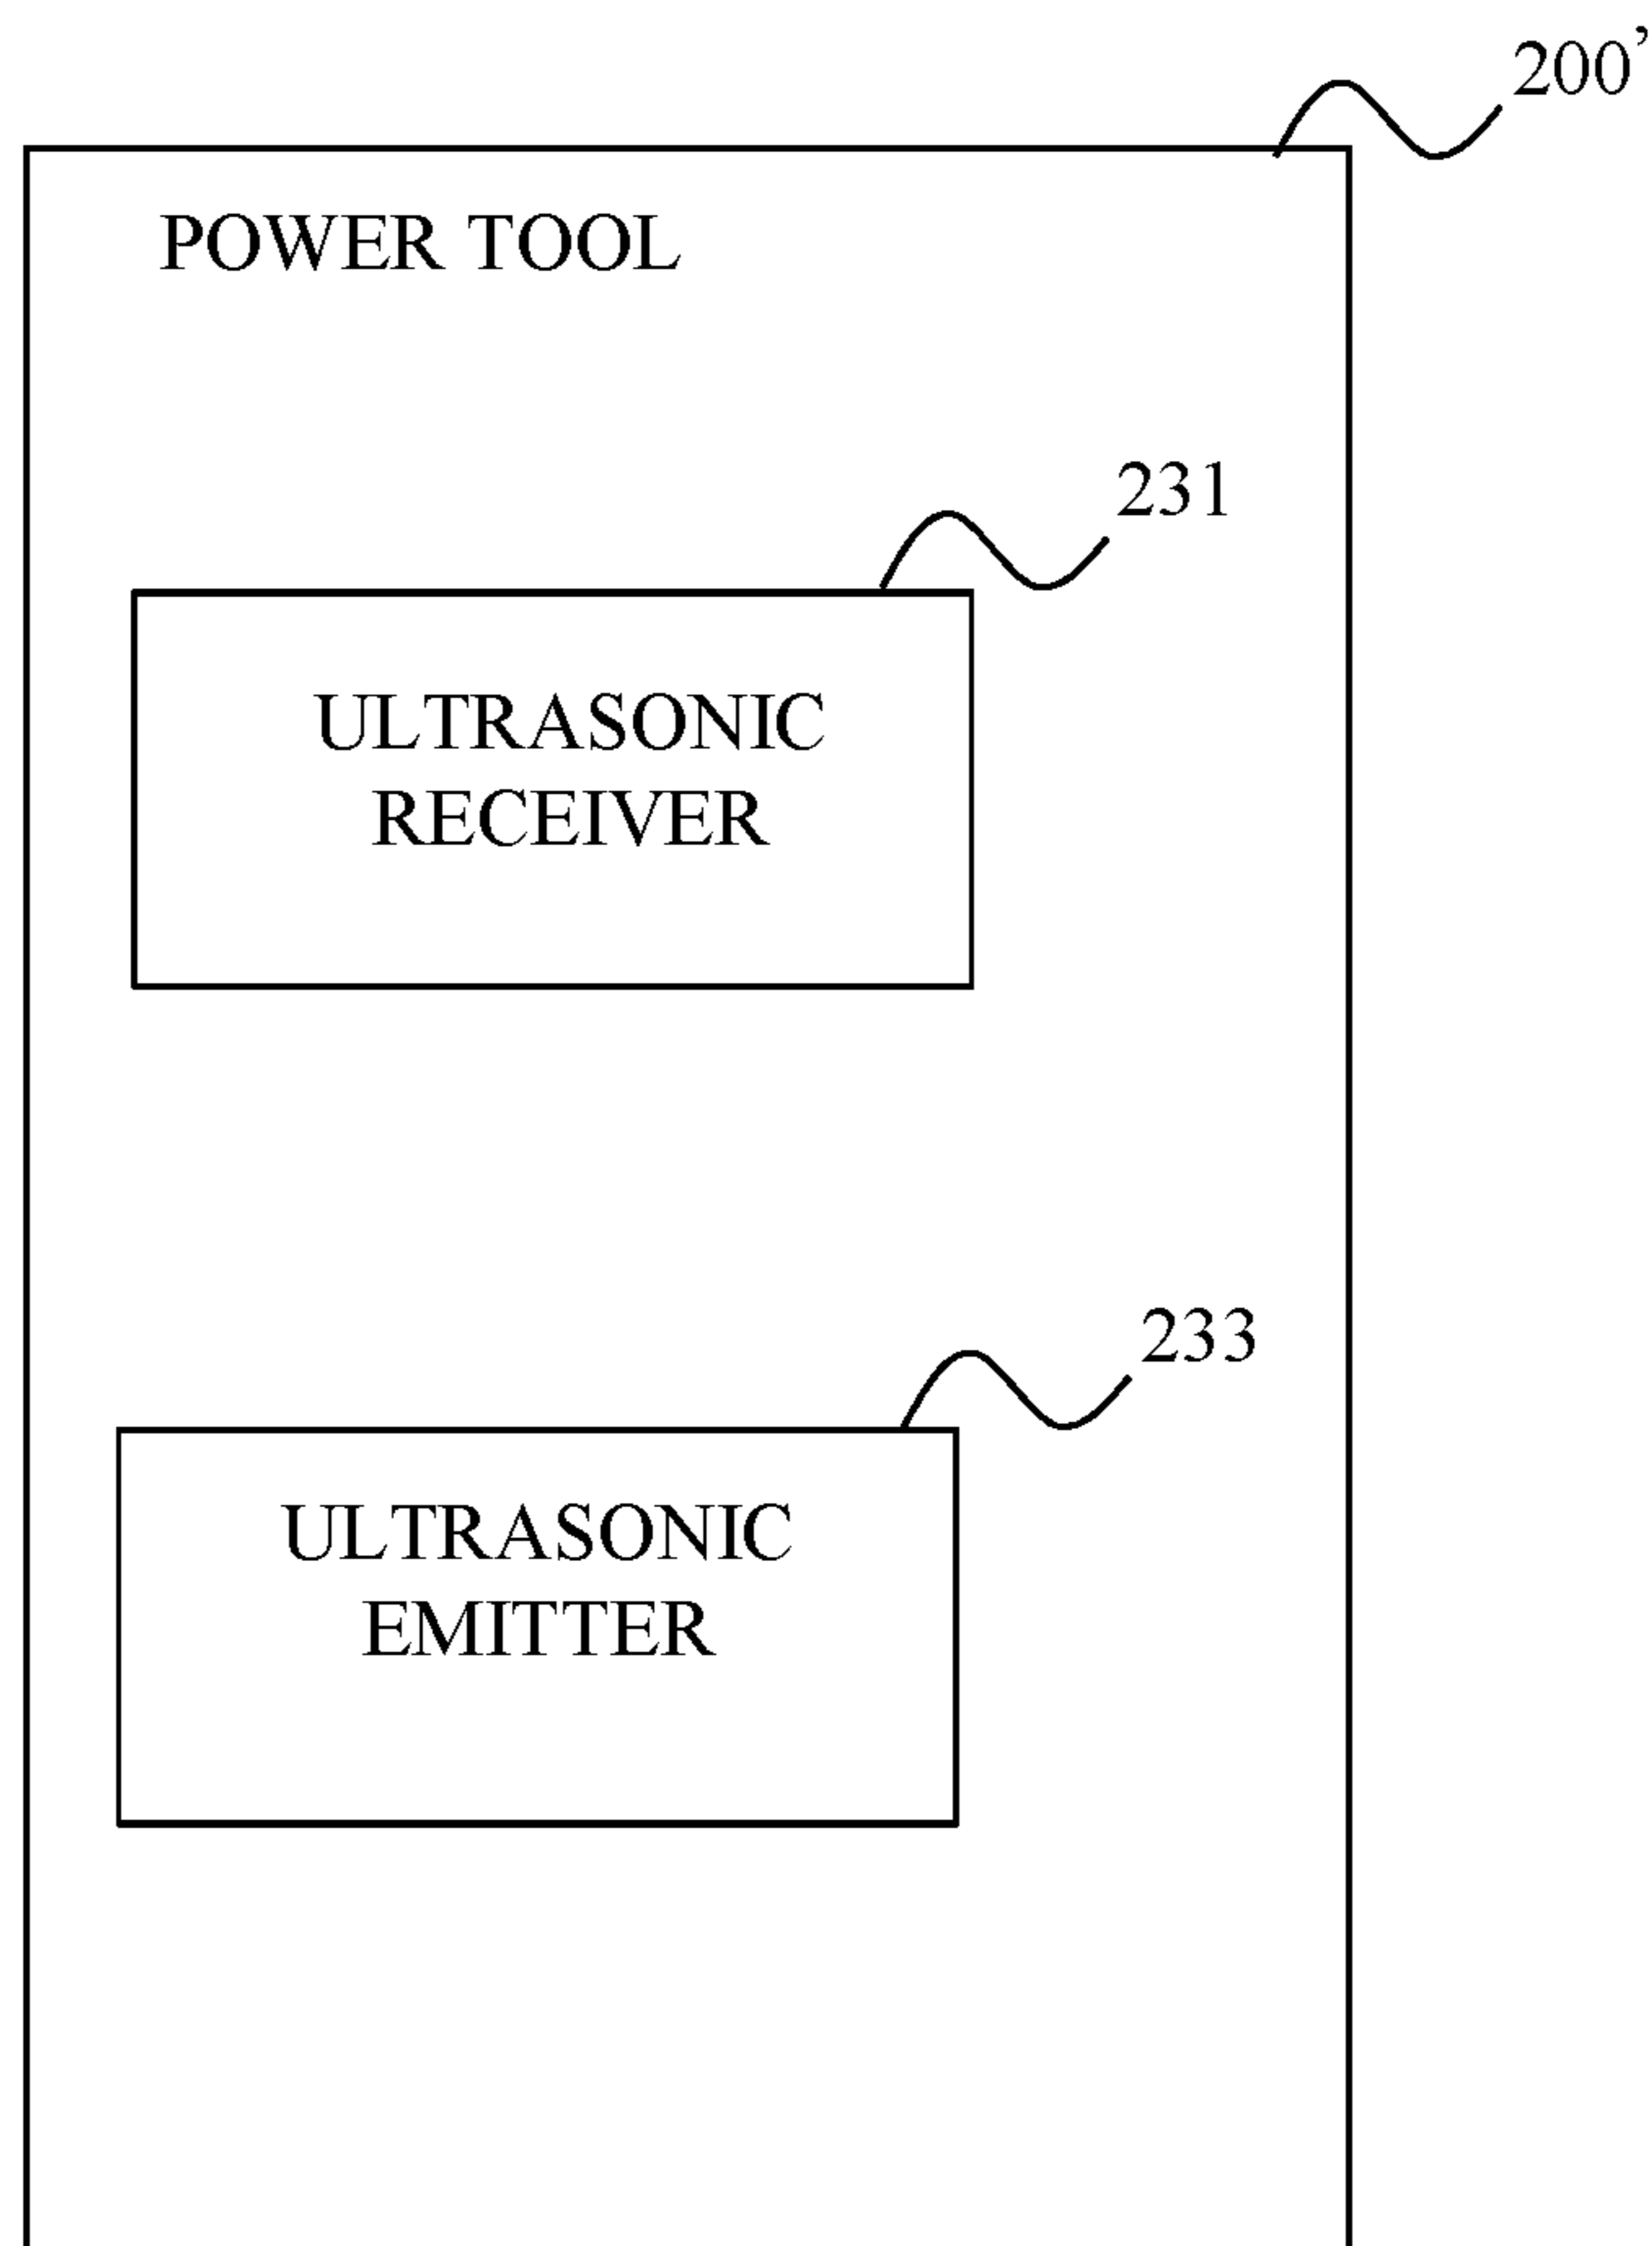 200’
POWER TOOL
231
ULTRASONIC
RECEIVER
233
ULTRASONIC
EMITTER